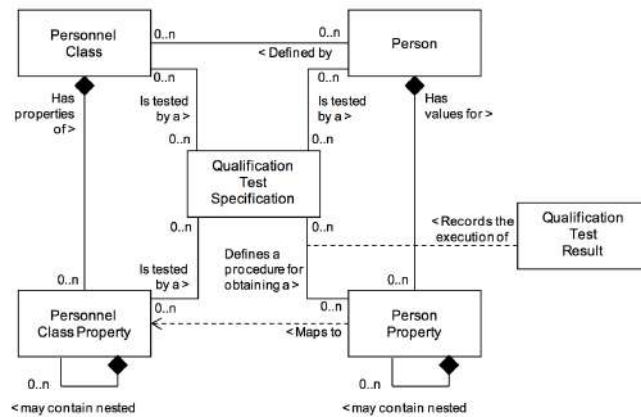 Personnel
Class
0..n
0..n
Person
< Defined by
0..n
0..n
Has
properties
of >
Is tested
by a >
Is tested
by a >
Has
values for >
0..n
0..n
Qualification
Test
Specification
0..n
0..n
< Records the
execution of
Qualification
Test
Result
Is tested
by a >
Defines a
procedure for
obtaining a >
0..n
0..n
0..n
0..n
Personnel
Class Property
< Maps to
Person
Property
0..n
0..n
< may contain nested
< may contain nested